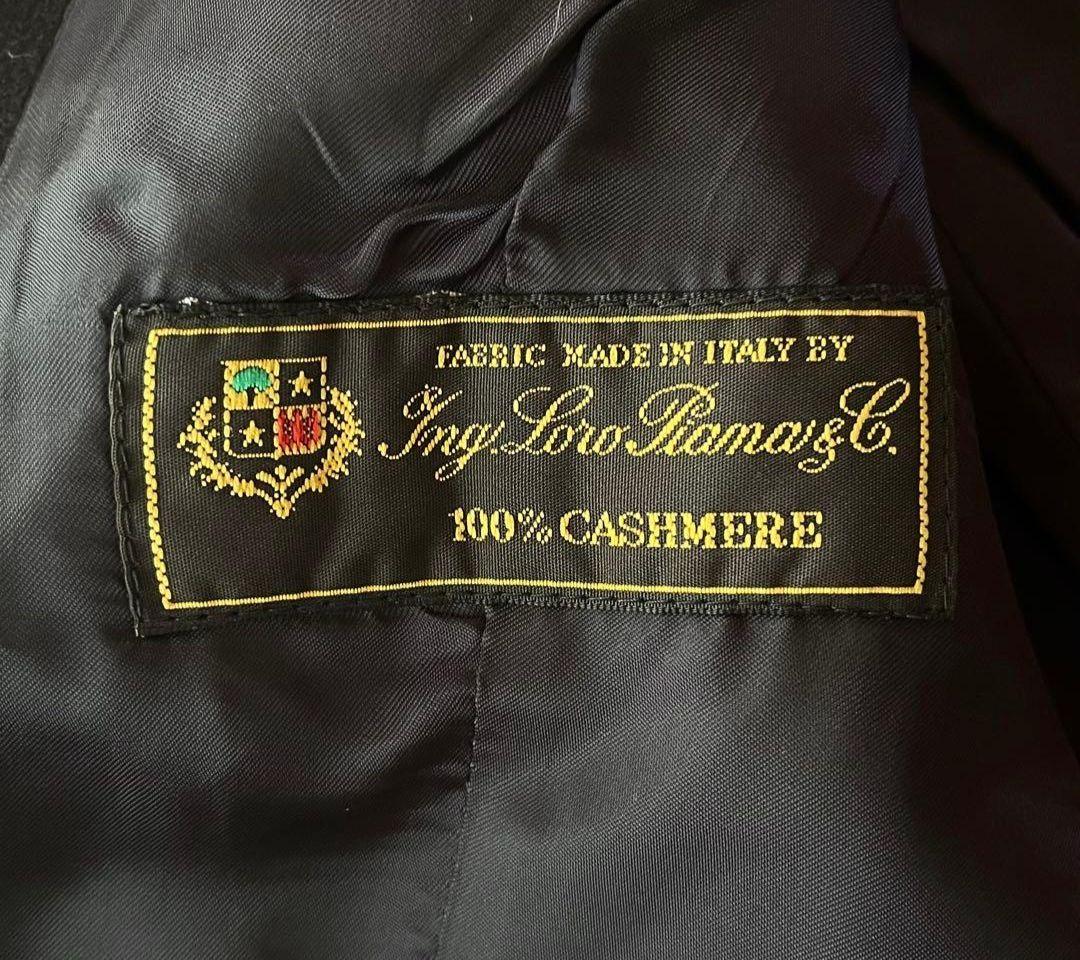 FABRIC MADE IN ITALY BY
Ing. Loro Piana & C.
100% CASHMERE